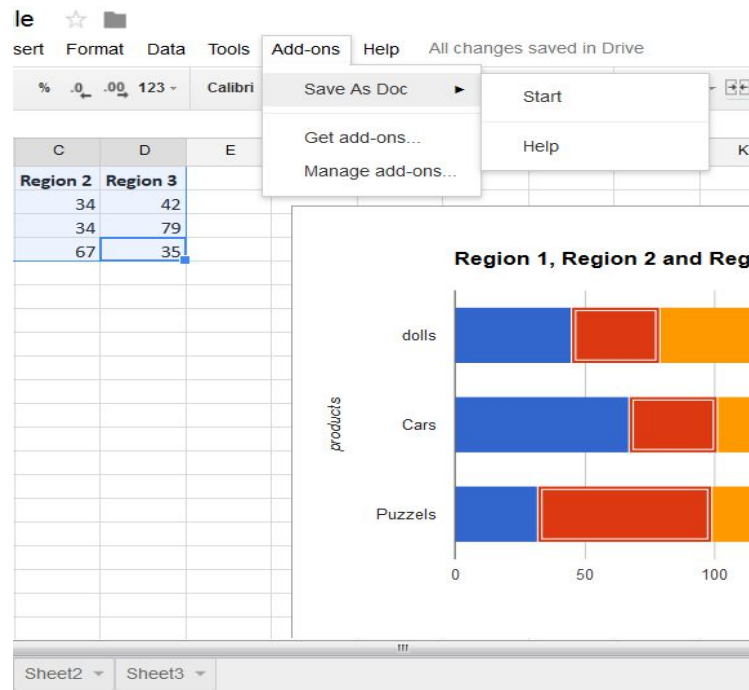 le
sert Format Data Tools Add-ons Help All changes saved in Drive
% .0 .00 123 Calibri
Save As Doc
Start
Get add-ons...
Help
Manage add-ons...
C D E K
Region 2 Region 3
34 42
34 79
67 35
Region 1, Region 2 and Reg
dolls
products
Cars
Puzzels
0 50 100
Sheet2 Sheet3